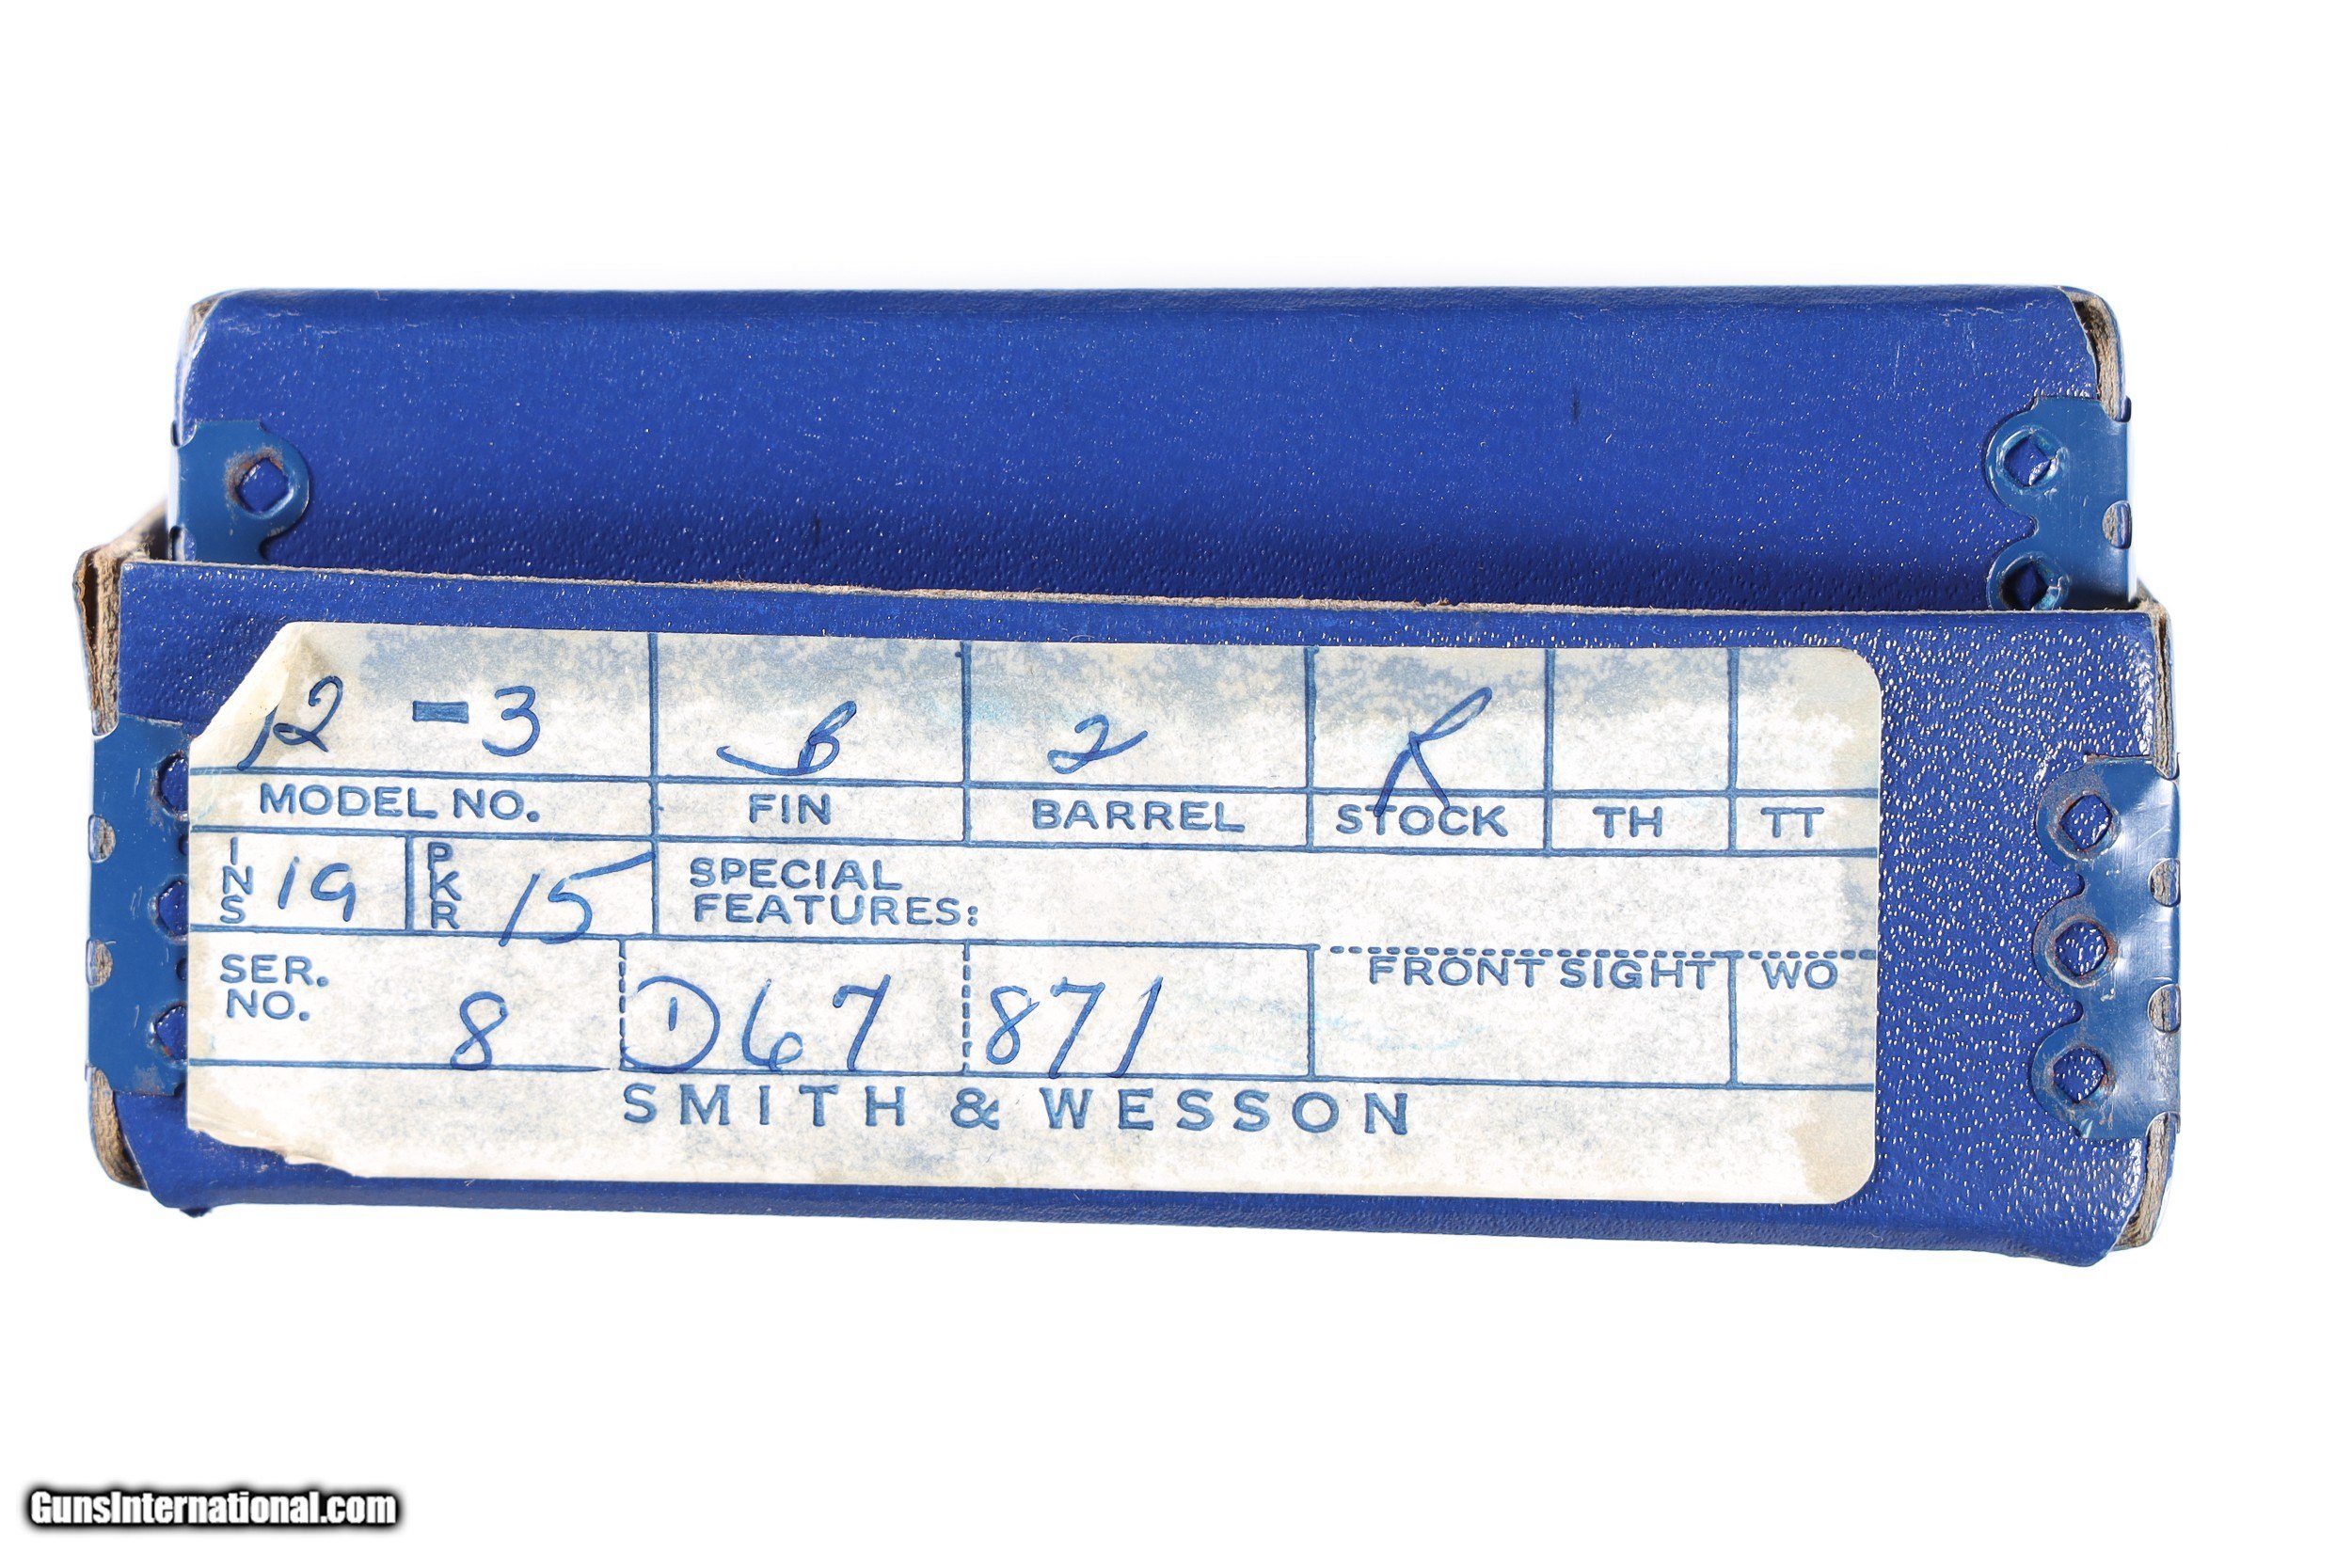 12 -3 B 2 R
MODEL NO. FIN BARREL STOCK TH TT
INS 19 PKR 15 SPECIAL
FEATURES:
SER.
NO. 8 D67 871 FRONT SIGHT WO
SMITH & WESSON
GunsInternational.com